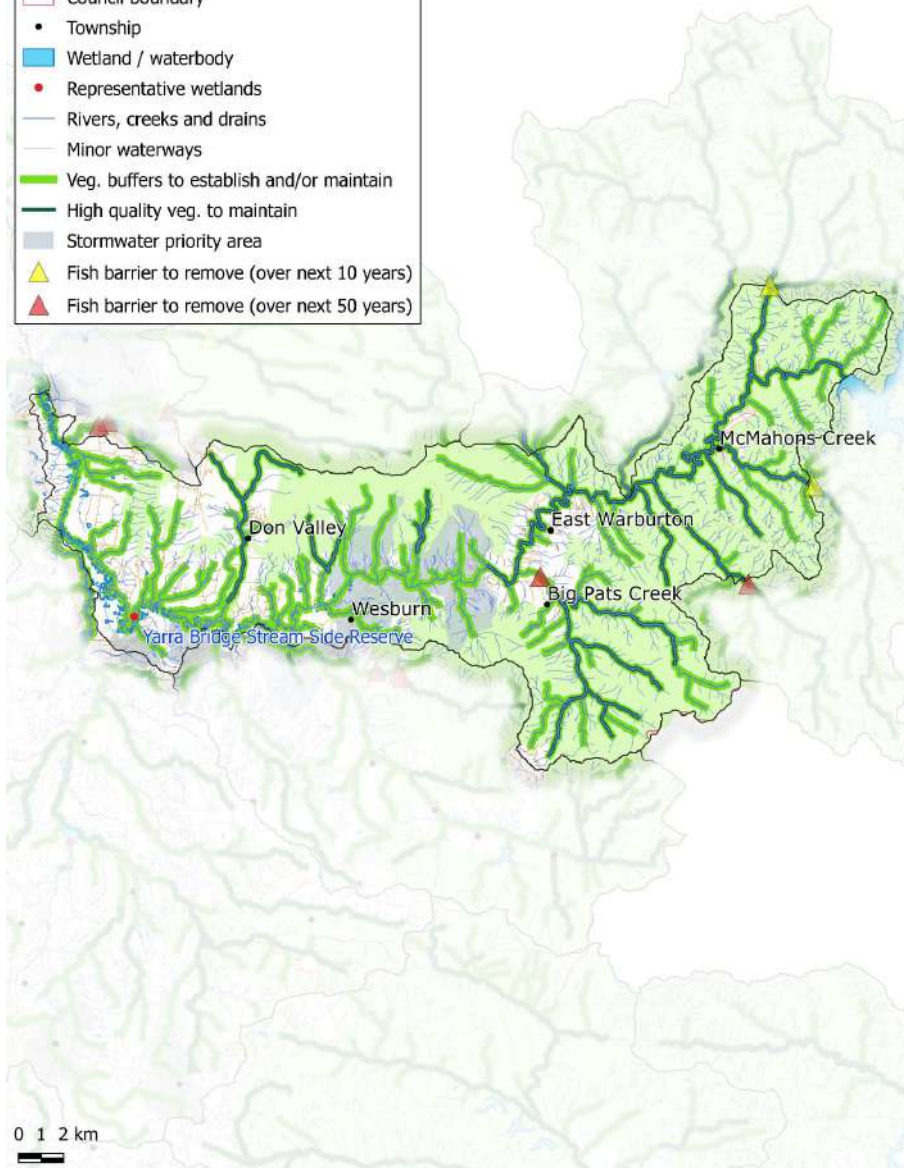 Council boundary
Township
Wetland / waterbody
Representative wetlands
Rivers, creeks and drains
Minor waterways
Veg. buffers to establish and/or maintain
High quality veg. to maintain
Stormwater priority area
Fish barrier to remove (over next 10 years)
Fish barrier to remove (over next 50 years)
McMahons Creek
East Warburton
Don Valley
Big Pats Creek
Wesburn
Yarra Bridge Stream Side Reserve
0 1 2 km